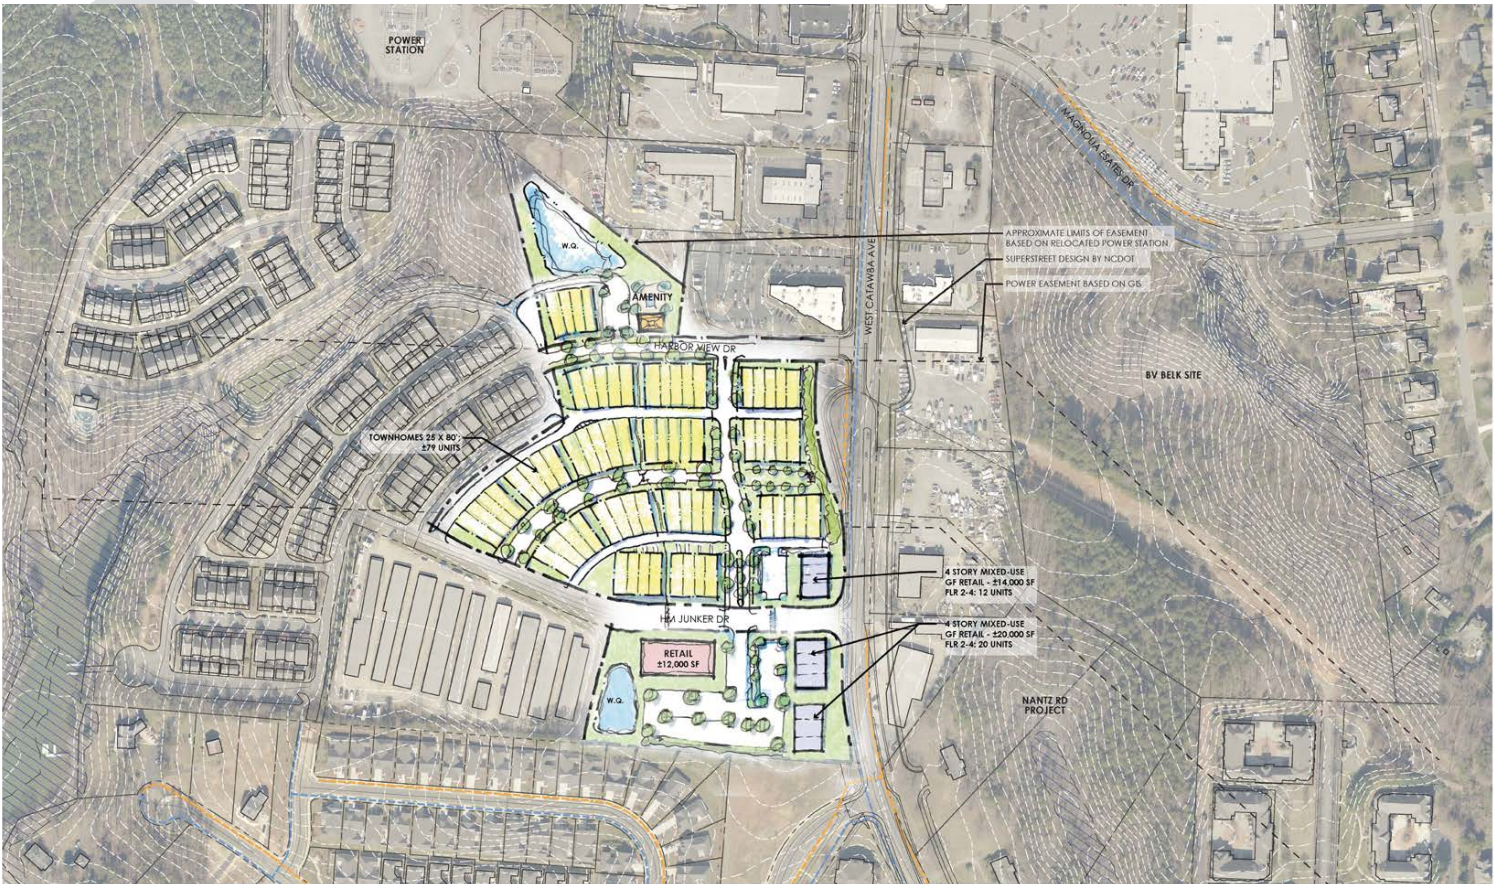 POWER
STATION
MAGNOLIA ESATES DR
W.Q.
APPROXIMATE LIMITS OF EASEMENT
BASED ON RELOCATED POWER STATION
SUPERSTREET DESIGN BY NCDOT
POWER EASEMENT BASED ON GIS
WEST CATAWBA AVE
AMENITY
HARBOR VIEW DR
BV BELK SITE
TOWNHOMES 25 X 80';
±79 UNITS
4 STORY MIXED-USE
GF RETAIL - ±14,000 SF
FLR 2-4: 12 UNITS
HM JUNKER DR
4 STORY MIXED-USE
GF RETAIL - ±20,000 SF
FLR 2-4: 20 UNITS
RETAIL
±12,000 SF
W.Q.
NANTZ RD
PROJECT